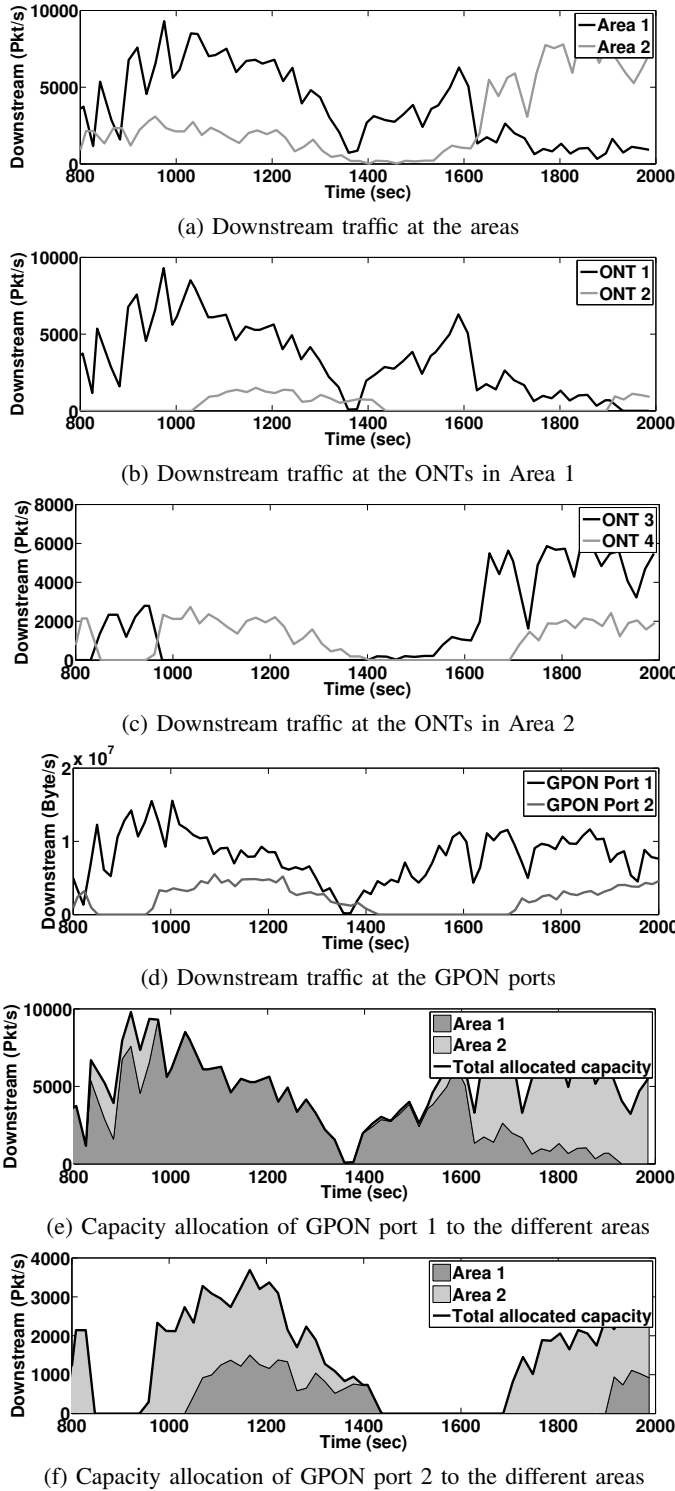 10000
5000
0
Downstream (Pkt/s)
Area 1
Area 2
800 1000 1200 1400 1600 1800 2000
Time (sec)
(a) Downstream traffic at the areas
10000
5000
0
Downstream (Pkt/s)
ONT 1
ONT 2
800 1000 1200 1400 1600 1800 2000
Time (sec)
(b) Downstream traffic at the ONTs in Area 1
8000
6000
4000
2000
0
Downstream (Pkt/s)
ONT 3
ONT 4
800 1000 1200 1400 1600 1800 2000
Time (sec)
(c) Downstream traffic at the ONTs in Area 2
x 10^7
2
1
0
Downstream (Byte/s)
GPON Port 1
GPON Port 2
800 1000 1200 1400 1600 1800 2000
Time (sec)
(d) Downstream traffic at the GPON ports
10000
5000
0
Downstream (Pkt/s)
Area 1
Area 2
Total allocated capacity
800 1000 1200 1400 1600 1800 2000
Time (sec)
(e) Capacity allocation of GPON port 1 to the different areas
4000
3000
2000
1000
0
Downstream (Pkt/s)
Area 1
Area 2
Total allocated capacity
800 1000 1200 1400 1600 1800 2000
Time (sec)
(f) Capacity allocation of GPON port 2 to the different areas